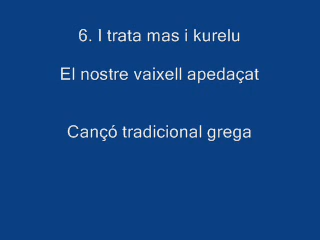 6. I trata mas i kurelu
El nostre vaixell apedaçat
Cançó tradicional grega